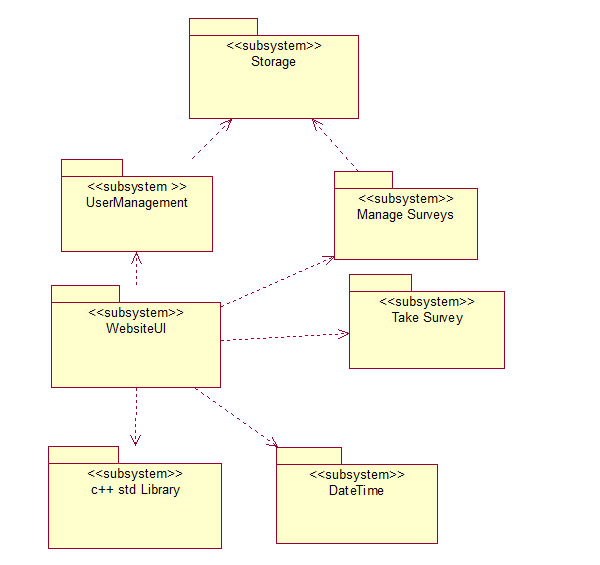 <<subsystem>>
Storage
<<subsystem >>
UserManagement
<<subsystem>>
Manage Surveys
<<subsystem>>
Take Survey
<<subsystem>>
WebsiteUI
<<subsystem>>
c++ std Library
<<subsystem>>
DateTime